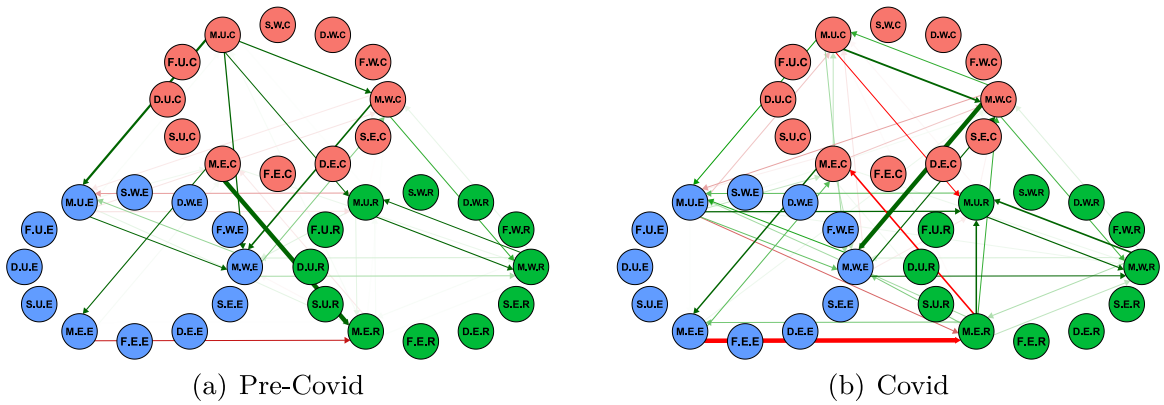 M.U.C
S.W.C
D.W.C
F.U.C
F.W.C
D.U.C
M.W.C
S.U.C
S.E.C
M.E.C
F.E.C
D.E.C
M.U.E
S.W.E
D.W.E
M.U.R
S.W.R
D.W.R
F.U.E
F.W.E
F.U.R
F.W.R
D.U.E
M.W.E
D.U.R
M.W.R
S.U.E
S.E.E
S.U.R
S.E.R
M.E.E
F.E.E
D.E.E
M.E.R
F.E.R
D.E.R
(a) Pre-Covid
M.U.C
S.W.C
D.W.C
F.U.C
F.W.C
D.U.C
M.W.C
S.U.C
S.E.C
M.E.C
F.E.C
D.E.C
M.U.E
S.W.E
D.W.E
M.U.R
S.W.R
D.W.R
F.U.E
F.W.E
F.U.R
F.W.R
D.U.E
M.W.E
D.U.R
M.W.R
S.U.E
S.E.E
S.U.R
S.E.R
M.E.E
F.E.E
D.E.E
M.E.R
F.E.R
D.E.R
(b) Covid